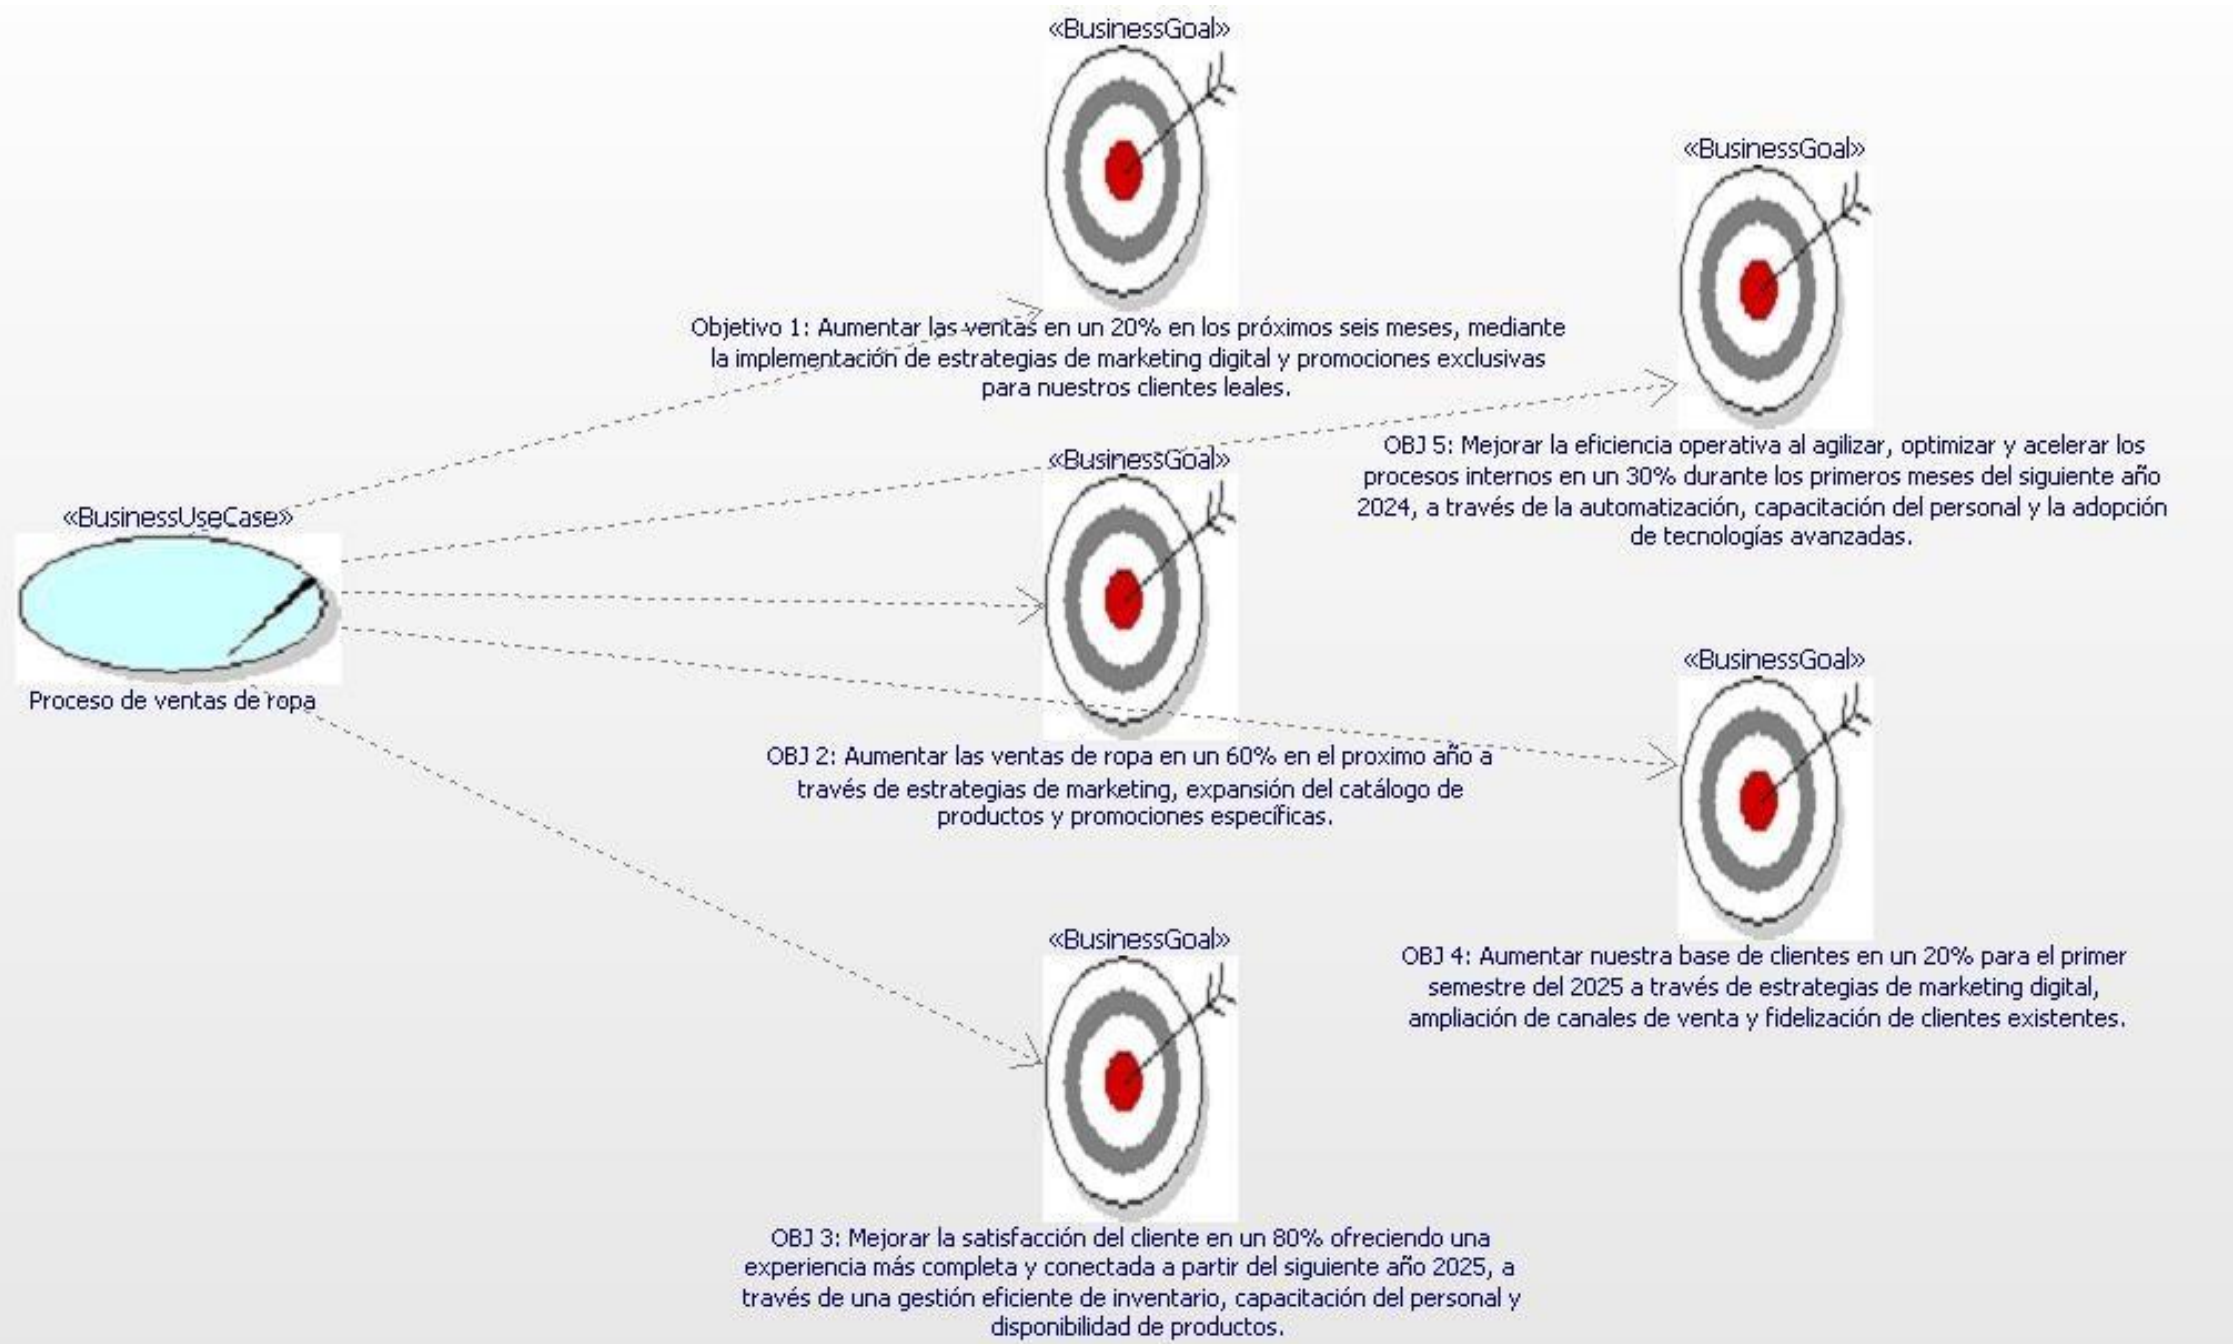 «BusinessGoal»
Objetivo 1: Aumentar las ventas en un 20% en los próximos seis meses, mediante
la implementación de estrategias de marketing digital y promociones exclusivas
para nuestros clientes leales.
«BusinessGoal»
OBJ 5: Mejorar la eficiencia operativa al agilizar, optimizar y acelerar los
procesos internos en un 30% durante los primeros meses del siguiente año
2024, a través de la automatización, capacitación del personal y la adopción
de tecnologías avanzadas.
«BusinessUseCase»
Proceso de ventas de ropa
«BusinessGoal»
OBJ 2: Aumentar las ventas de ropa en un 60% en el proximo año a
través de estrategias de marketing, expansión del catálogo de
productos y promociones específicas.
«BusinessGoal»
OBJ 4: Aumentar nuestra base de clientes en un 20% para el primer
semestre del 2025 a través de estrategias de marketing digital,
ampliación de canales de venta y fidelización de clientes existentes.
«BusinessGoal»
OBJ 3: Mejorar la satisfacción del cliente en un 80% ofreciendo una
experiencia más completa y conectada a partir del siguiente año 2025, a
través de una gestión eficiente de inventario, capacitación del personal y
disponibilidad de productos.